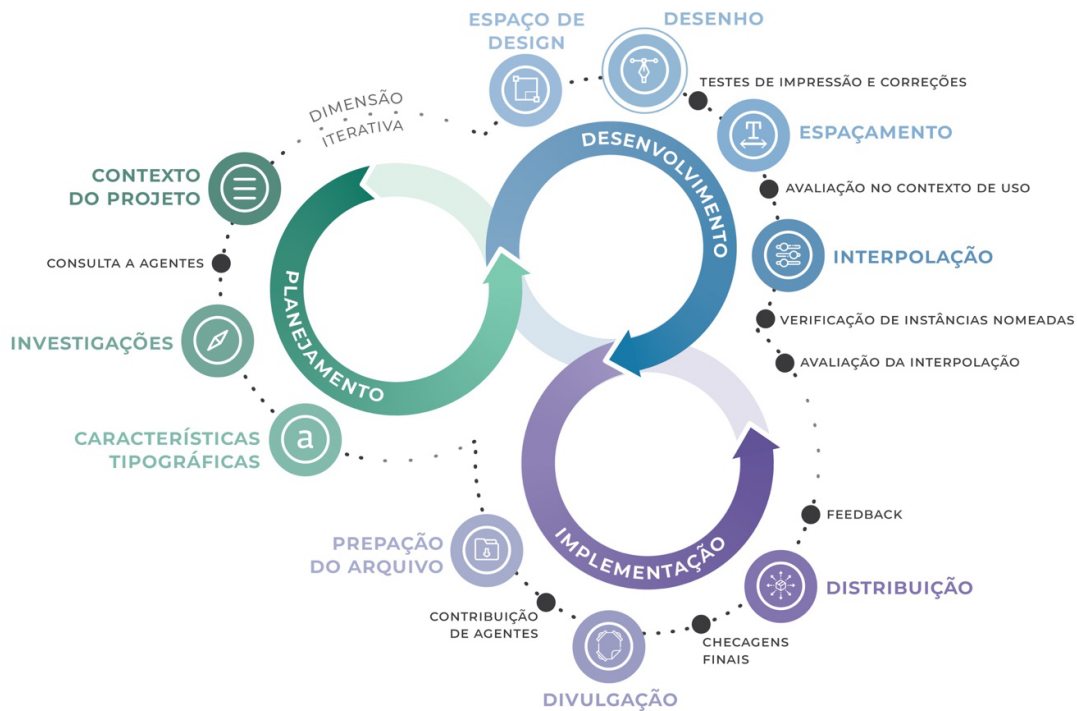 ESPAÇO DE
DESIGN
DESENHO
TESTES DE IMPRESSÃO E CORREÇÕES
ESPAÇAMENTO
T
AVALIAÇÃO NO CONTEXTO DE USO
INTERPOLAÇÃO
VERIFICAÇÃO DE INSTÂNCIAS NOMEADAS
AVALIAÇÃO DA INTERPOLAÇÃO
DESENVOLVIMENTO
DIMENSÃO
ITERATIVA
CONTEXTO
DO PROJETO
CONSULTA A AGENTES
INVESTIGAÇÕES
CARACTERÍSTICAS
TIPOGRÁFICAS
a
PLANEJAMENTO
PREPAÇÃO
DO ARQUIVO
CONTRIBUIÇÃO
DE AGENTES
DIVULGAÇÃO
CHECAGENS
FINAIS
DISTRIBUIÇÃO
FEEDBACK
IMPLEMENTAÇÃO